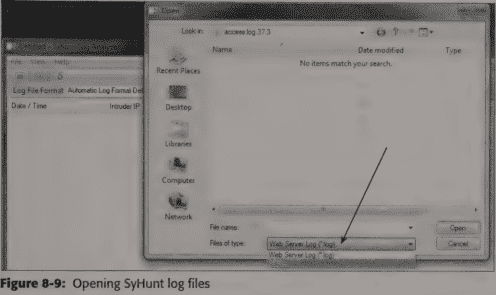 Open
Look in: access log 37.3
Name Date modified Type
No items match your search.
Recent Places
Desktop
Libraries
Computer
Network
File View Help
Log File Format Automatic Log Format Det
Date / Time Intruder IP
File name: Open
Files of type: Web Server Log (*.log) Cancel
Web Server Log (*.log)
Figure 8-9: Opening SyHunt log files